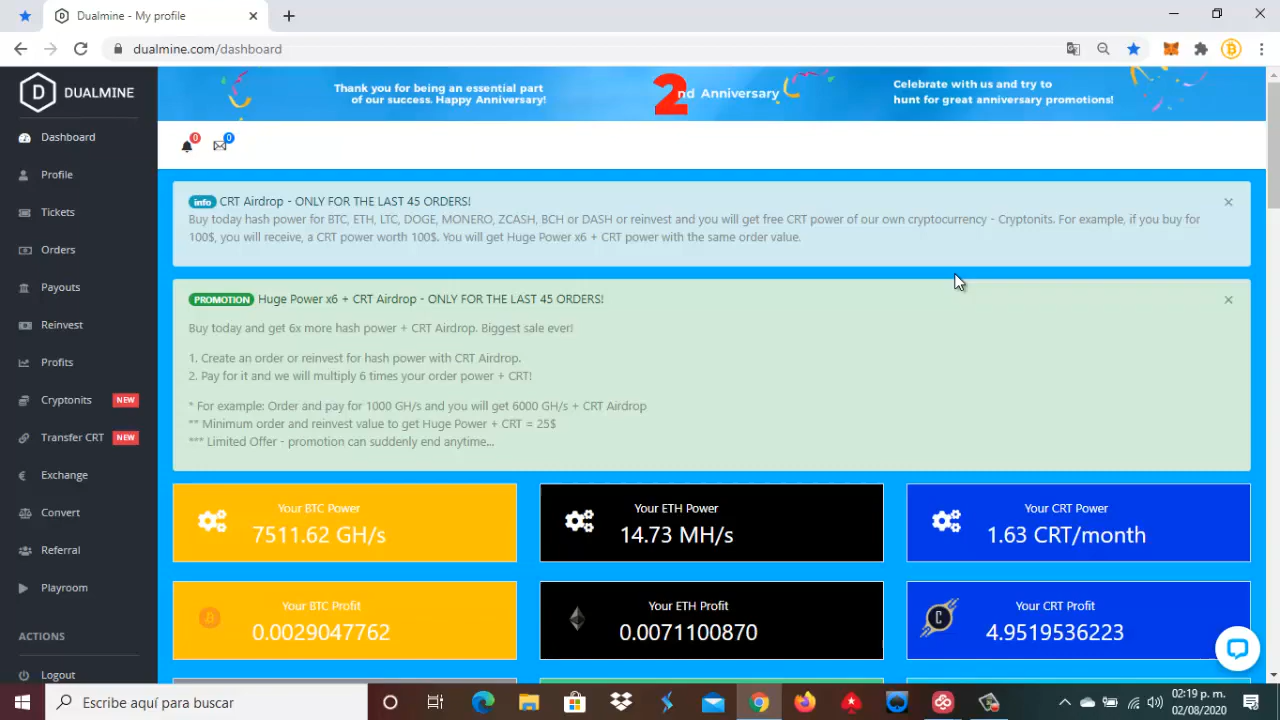 Dualmine - My profile
dualmine.com/dashboard
DUALMINE
Thank you for being an essential part
of our success. Happy Anniversary!
2nd Anniversary
Celebrate with us and try to
hunt for great anniversary promotions!
0
0
Dashboard
Profile
Tickets
Orders
Payouts
Reinvest
Profits
Cryptonits NEW
Transfer CRT NEW
Exchange
Convert
Referral
Playroom
ACTIONS
Logout
info CRT Airdrop - ONLY FOR THE LAST 45 ORDERS!
Buy today hash power for BTC, ETH, LTC, DOGE, MONERO, ZCASH, BCH or DASH or reinvest and you will get free CRT power of our own cryptocurrency - Cryptonits. For example, if you buy for
100$, you will receive, a CRT power worth 100$. You will get Huge Power x6 + CRT power with the same order value.
PROMOTION Huge Power x6 + CRT Airdrop - ONLY FOR THE LAST 45 ORDERS!
Buy today and get 6x more hash power + CRT Airdrop. Biggest sale ever!
1. Create an order or reinvest for hash power with CRT Airdrop.
2. Pay for it and we will multiply 6 times your order power + CRT!
* For example: Order and pay for 1000 GH/s and you will get 6000 GH/s + CRT Airdrop
** Minimum order and reinvest value to get Huge Power + CRT = 25$
*** Limited Offer - promotion can suddenly end anytime...
Your BTC Power
7511.62 GH/s
Your ETH Power
14.73 MH/s
Your CRT Power
1.63 CRT/month
Your BTC Profit
0.0029047762
Your ETH Profit
0.0071100870
Your CRT Profit
4.9519536223
Escribe aquí para buscar
02:19 p. m.
02/08/2020